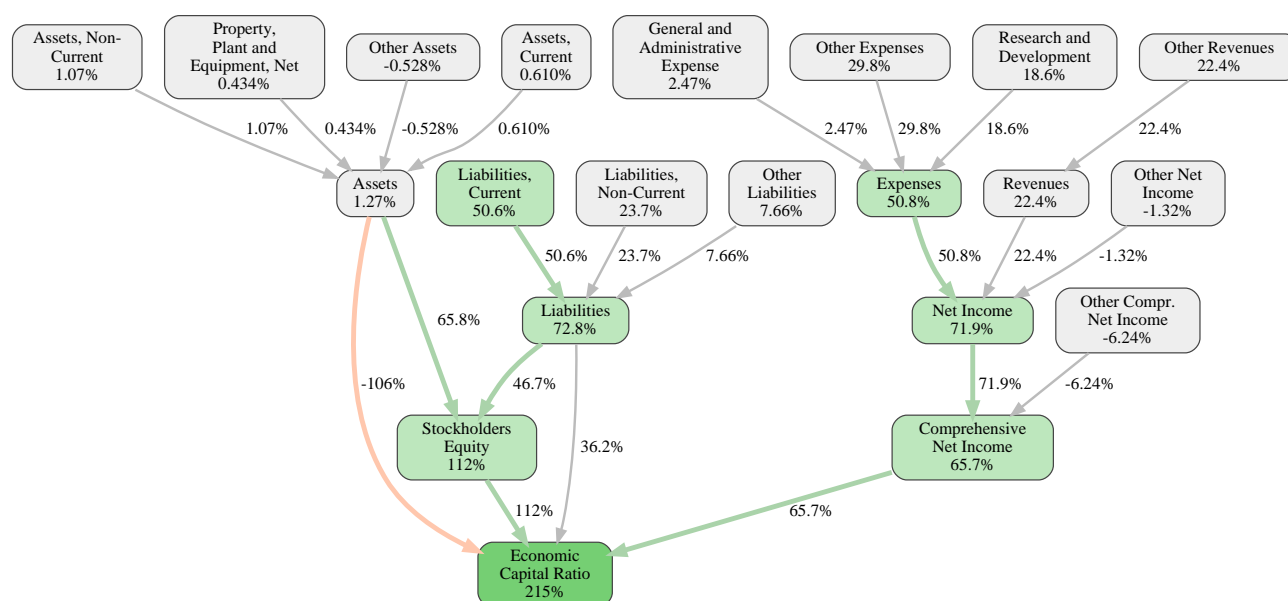 Assets, Non-
Current
1.07%
Property,
Plant and
Equipment, Net
0.434%
Other Assets
-0.528%
Assets,
Current
0.610%
General and
Administrative
Expense
2.47%
Other Expenses
29.8%
Research and
Development
18.6%
Other Revenues
22.4%
1.07%
0.434%
-0.528%
0.610%
2.47%
29.8%
18.6%
22.4%
Assets
1.27%
Liabilities,
Current
50.6%
Liabilities,
Non-Current
23.7%
Other
Liabilities
7.66%
Expenses
50.8%
Revenues
22.4%
Other Net
Income
-1.32%
50.6%
23.7%
7.66%
50.8%
22.4%
-1.32%
65.8%
Liabilities
72.8%
Net Income
71.9%
Other Compr.
Net Income
-6.24%
-106%
46.7%
71.9%
-6.24%
Stockholders
Equity
112%
36.2%
Comprehensive
Net Income
65.7%
112%
65.7%
Economic
Capital Ratio
215%